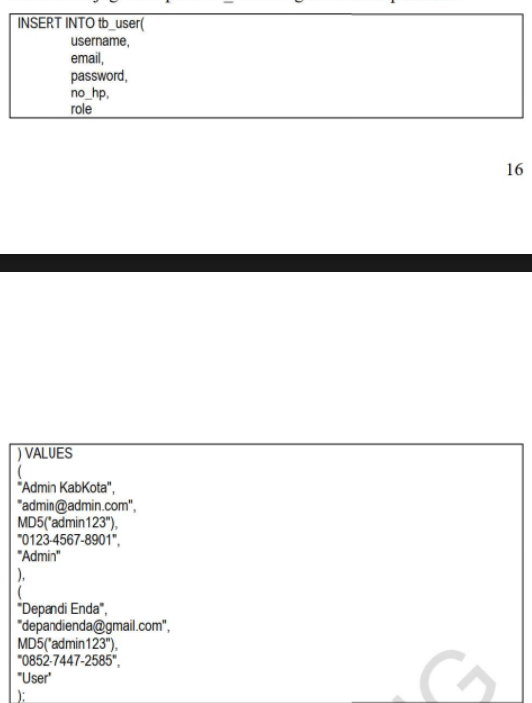 INSERT INTO tb_user(
username,
email,
password,
no_hp,
role
16
) VALUES
(
"Admin KabKota",
"admin@admin.com",
MD5("admin123"),
"0123-4567-8901",
"Admin"
),
(
"Depandi Enda",
"depandienda@gmail.com",
MD5("admin123"),
"0852-7447-2585",
"User"
);
NG